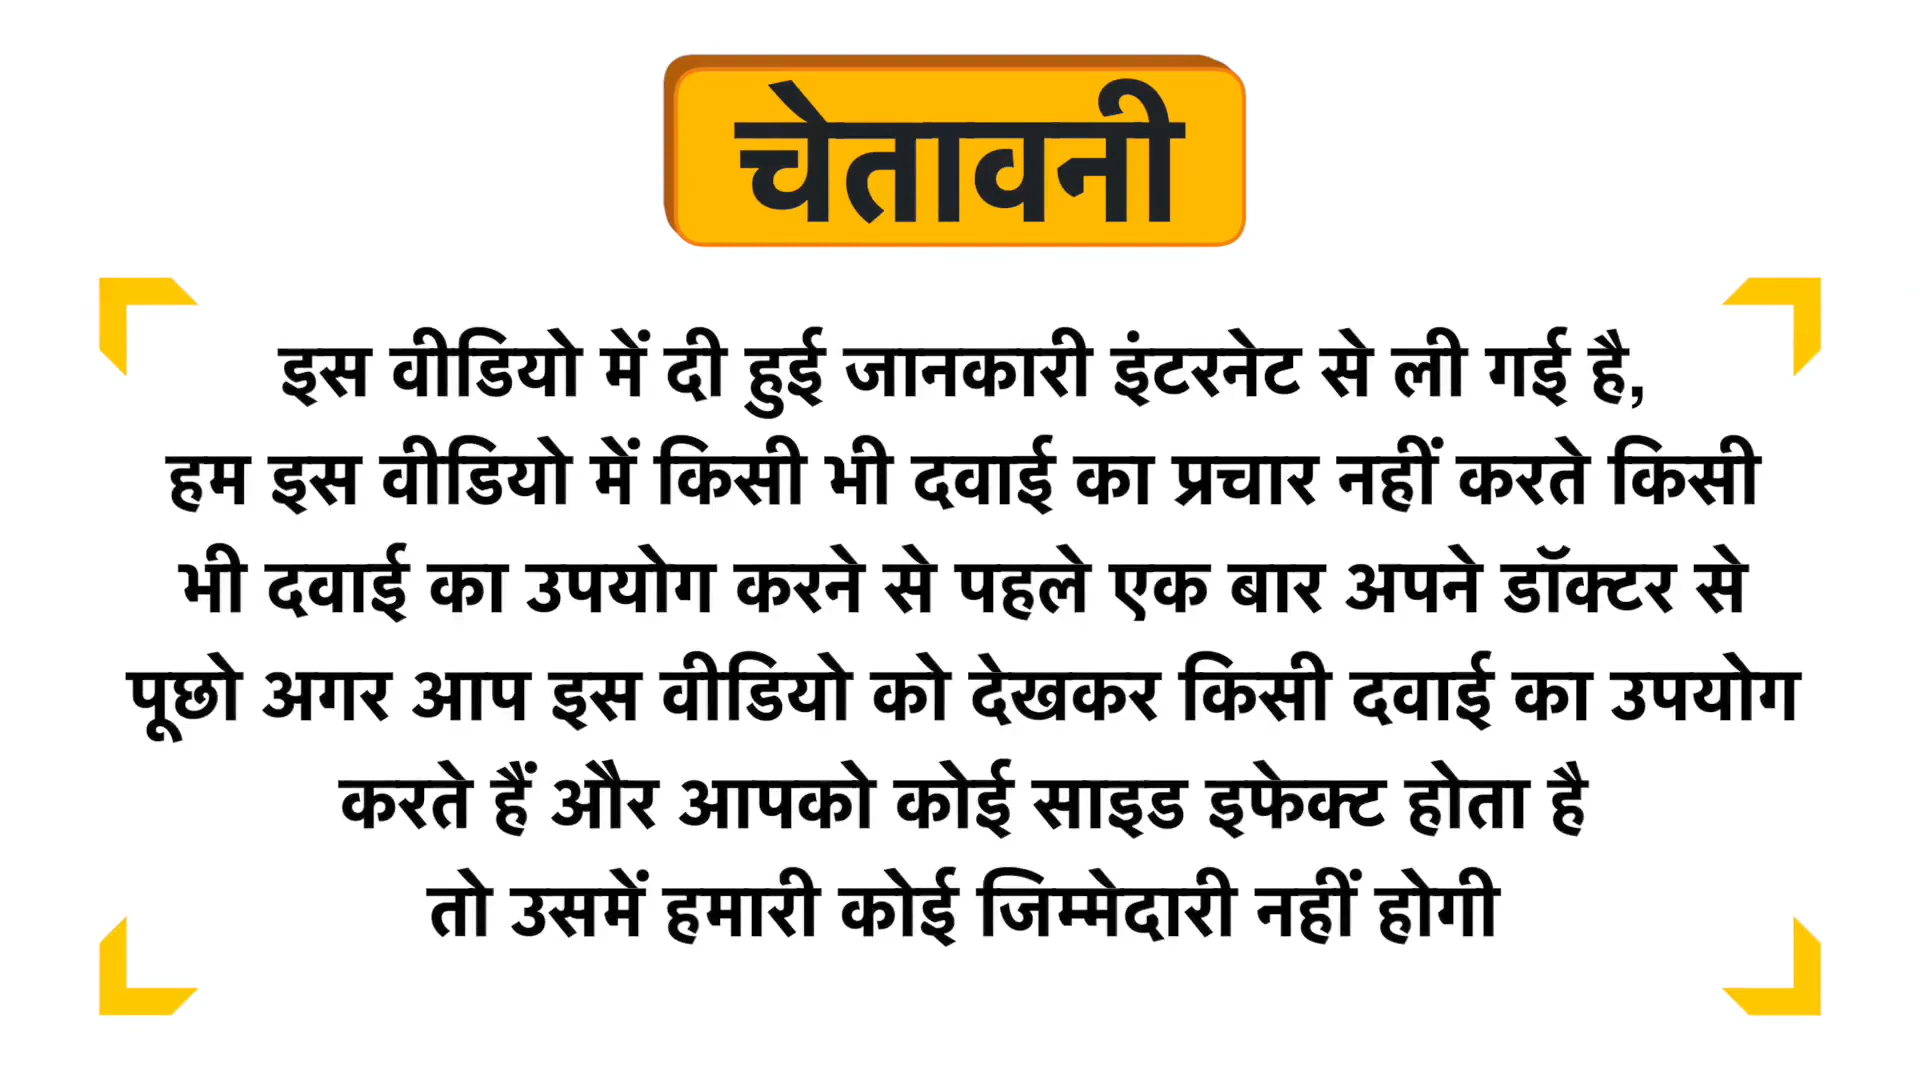 चेतावनी
इस वीडियो में दी हुई जानकारी इंटरनेट से ली गई है,
हम इस वीडियो में किसी भी दवाई का प्रचार नहीं करते किसी
भी दवाई का उपयोग करने से पहले एक बार अपने डॉक्टर से
पूछो अगर आप इस वीडियो को देखकर किसी दवाई का उपयोग
करते हैं और आपको कोई साइड इफेक्ट होता है
तो उसमें हमारी कोई जिम्मेदारी नहीं होगी